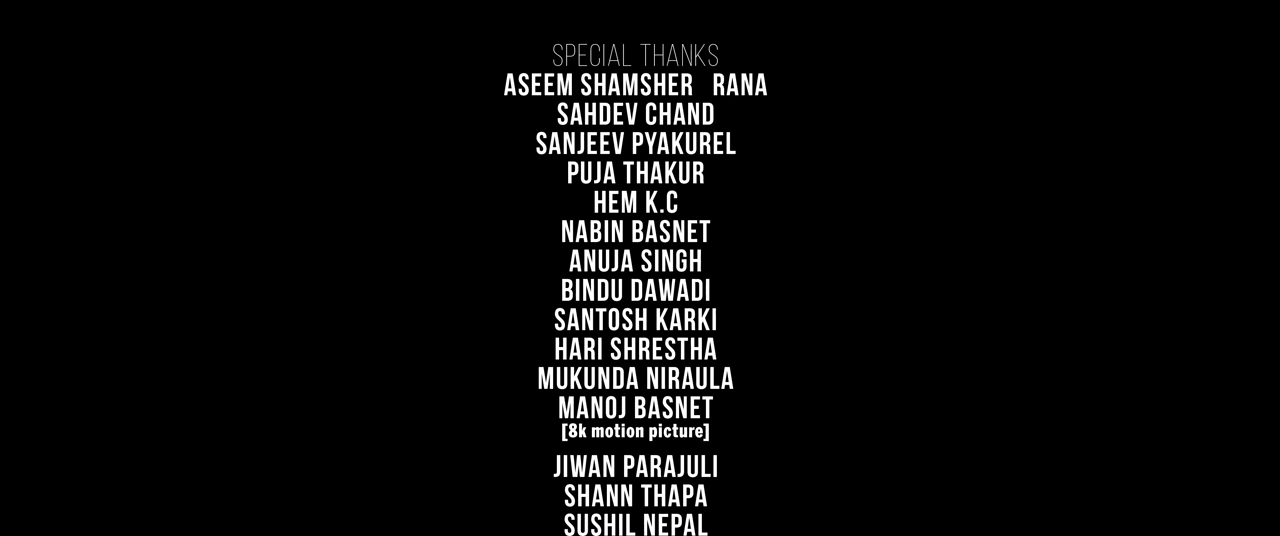 SPECIAL THANKS
ASEEM SHAMSHER RANA
SAHDEV CHAND
SANJEEV PYAKUREL
PUJA THAKUR
HEM K.C
NABIN BASNET
ANUJA SINGH
BINDU DAWADI
SANTOSH KARKI
HARI SHRESTHA
MUKUNDA NIRAULA
MANOJ BASNET
[8k motion picture]
JIWAN PARAJULI
SHANN THAPA
SUSHIL NEPAL